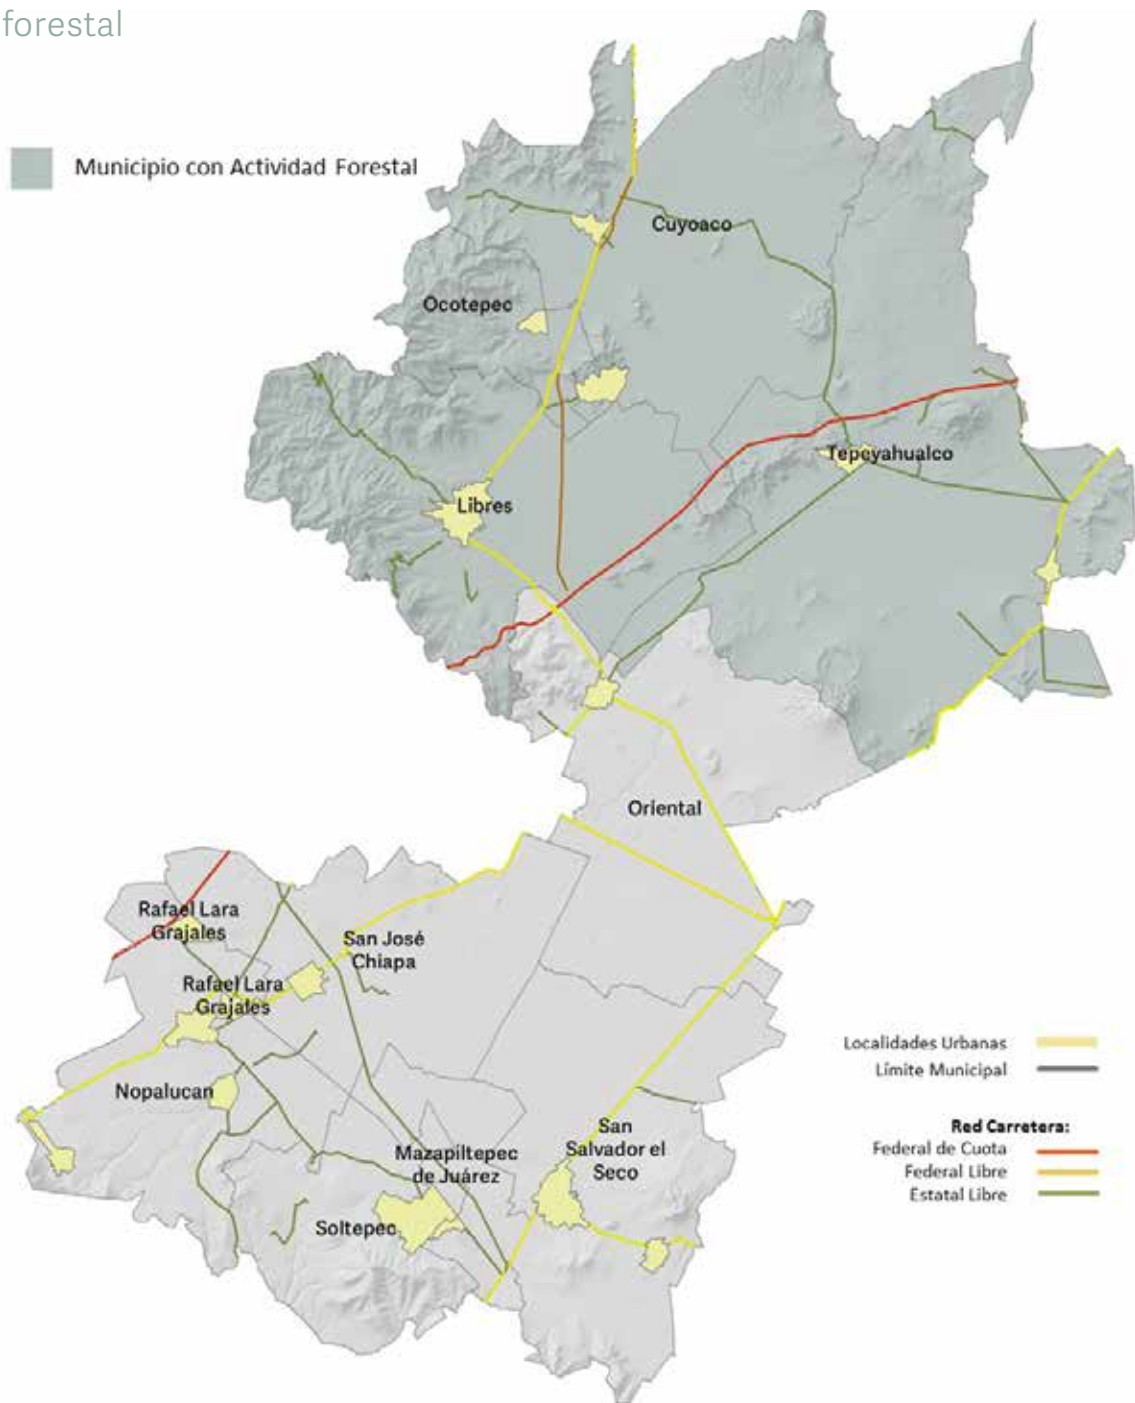 forestal
Municipio con Actividad Forestal
Cuyoaco
Ocotepec
Tepeyahualco
Libres
Oriental
Rafael Lara
Grajales
San José
Chiapa
Rafael Lara
Grajales
Nopalucan
Localidades Urbanas
Límite Municipal
Red Carretera:
Federal de Cuota
Federal Libre
Estatal Libre
San
Salvador el
Seco
Mazapiltepec
de Juárez
Soltepec